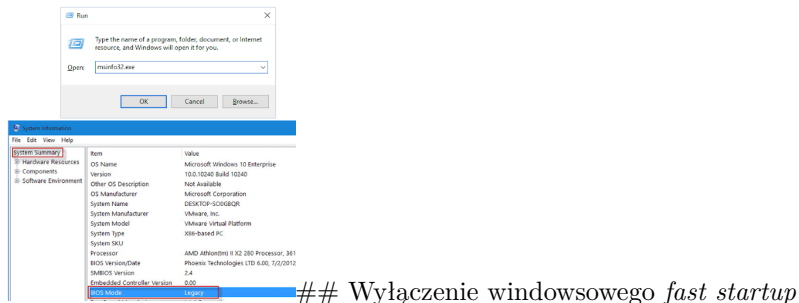 Run
Type the name of a program, folder, document, or Internet
resource, and Windows will open it for you.
Open: msinfo32.exe
OK Cancel Browse...
System Information
File Edit View Help
System Summary
Hardware Resources
Components
Software Environment
Item Value
OS Name Microsoft Windows 10 Enterprise
Version 10.0.10240 Build 10240
Other OS Description Not Available
OS Manufacturer Microsoft Corporation
System Name DESKTOP-SO0GBQR
System Manufacturer VMware, Inc.
System Model VMware Virtual Platform
System Type X86-based PC
System SKU
Processor AMD Athlon(tm) II X2 280 Processor, 361
BIOS Version/Date Phoenix Technologies LTD 6.00, 7/2/2012
SMBIOS Version 2.4
Embedded Controller Version 0.00
BIOS Mode Legacy
## Wyłączenie windowsowego fast startup